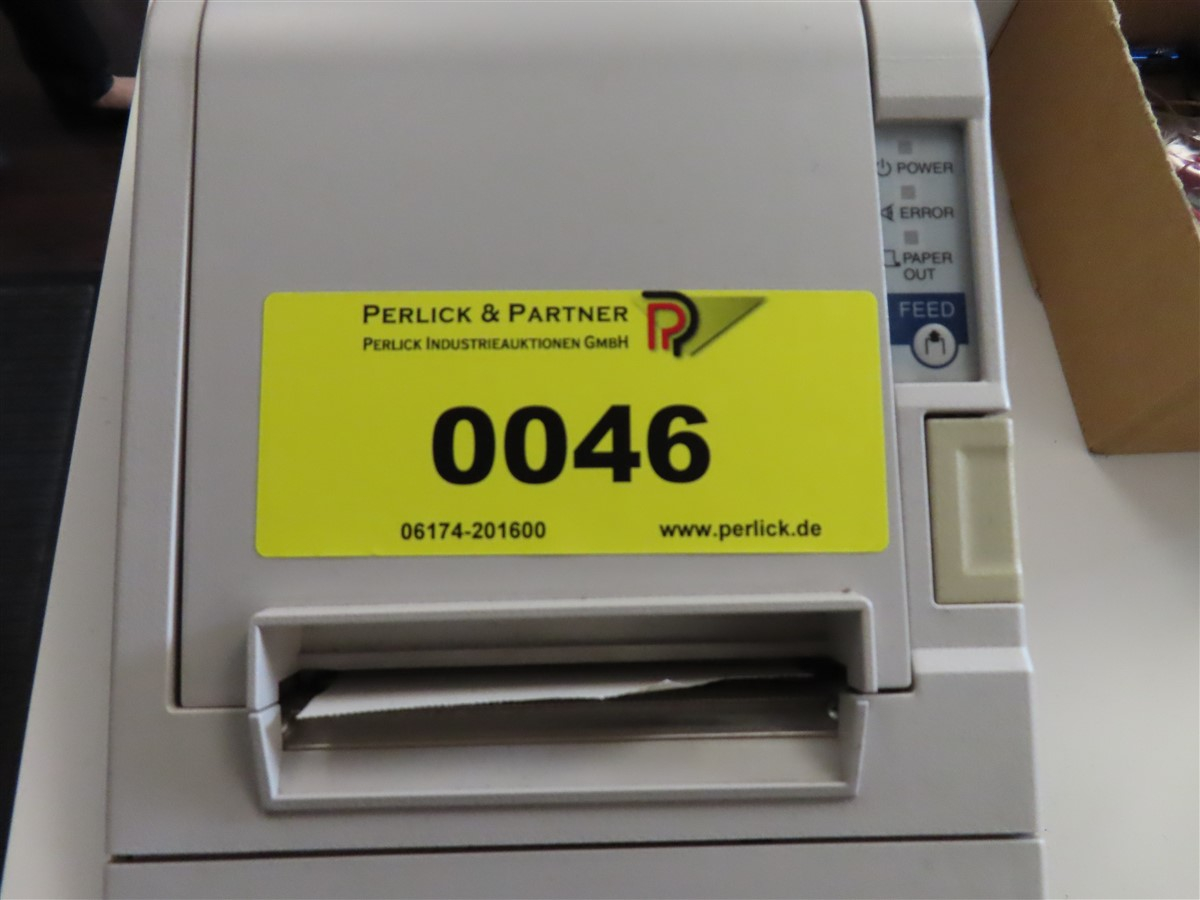 POWER
ERROR
PAPER
OUT
FEED
PERLICK & PARTNER
PERLICK INDUSTRIEAUKTIONEN GMBH
0046
06174-201600 www.perlick.de